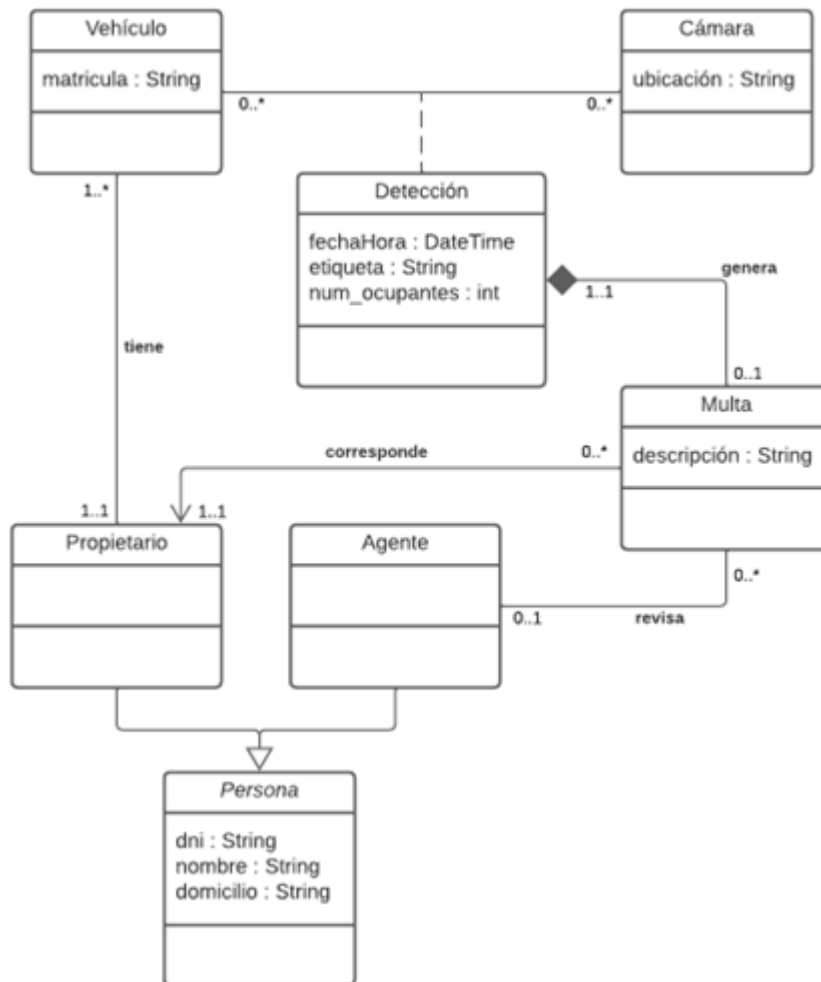 Vehículo
matricula : String
0..*
1..*
Cámara
ubicación : String
0..*
Detección
fechaHora : DateTime
etiqueta : String
num_ocupantes : int
1..1
genera
0..1
tiene
Multa
descripción : String
corresponde
0..*
1..1
1..1
Propietario
Agente
0..*
0..1
revisa
Persona
dni : String
nombre : String
domicilio : String